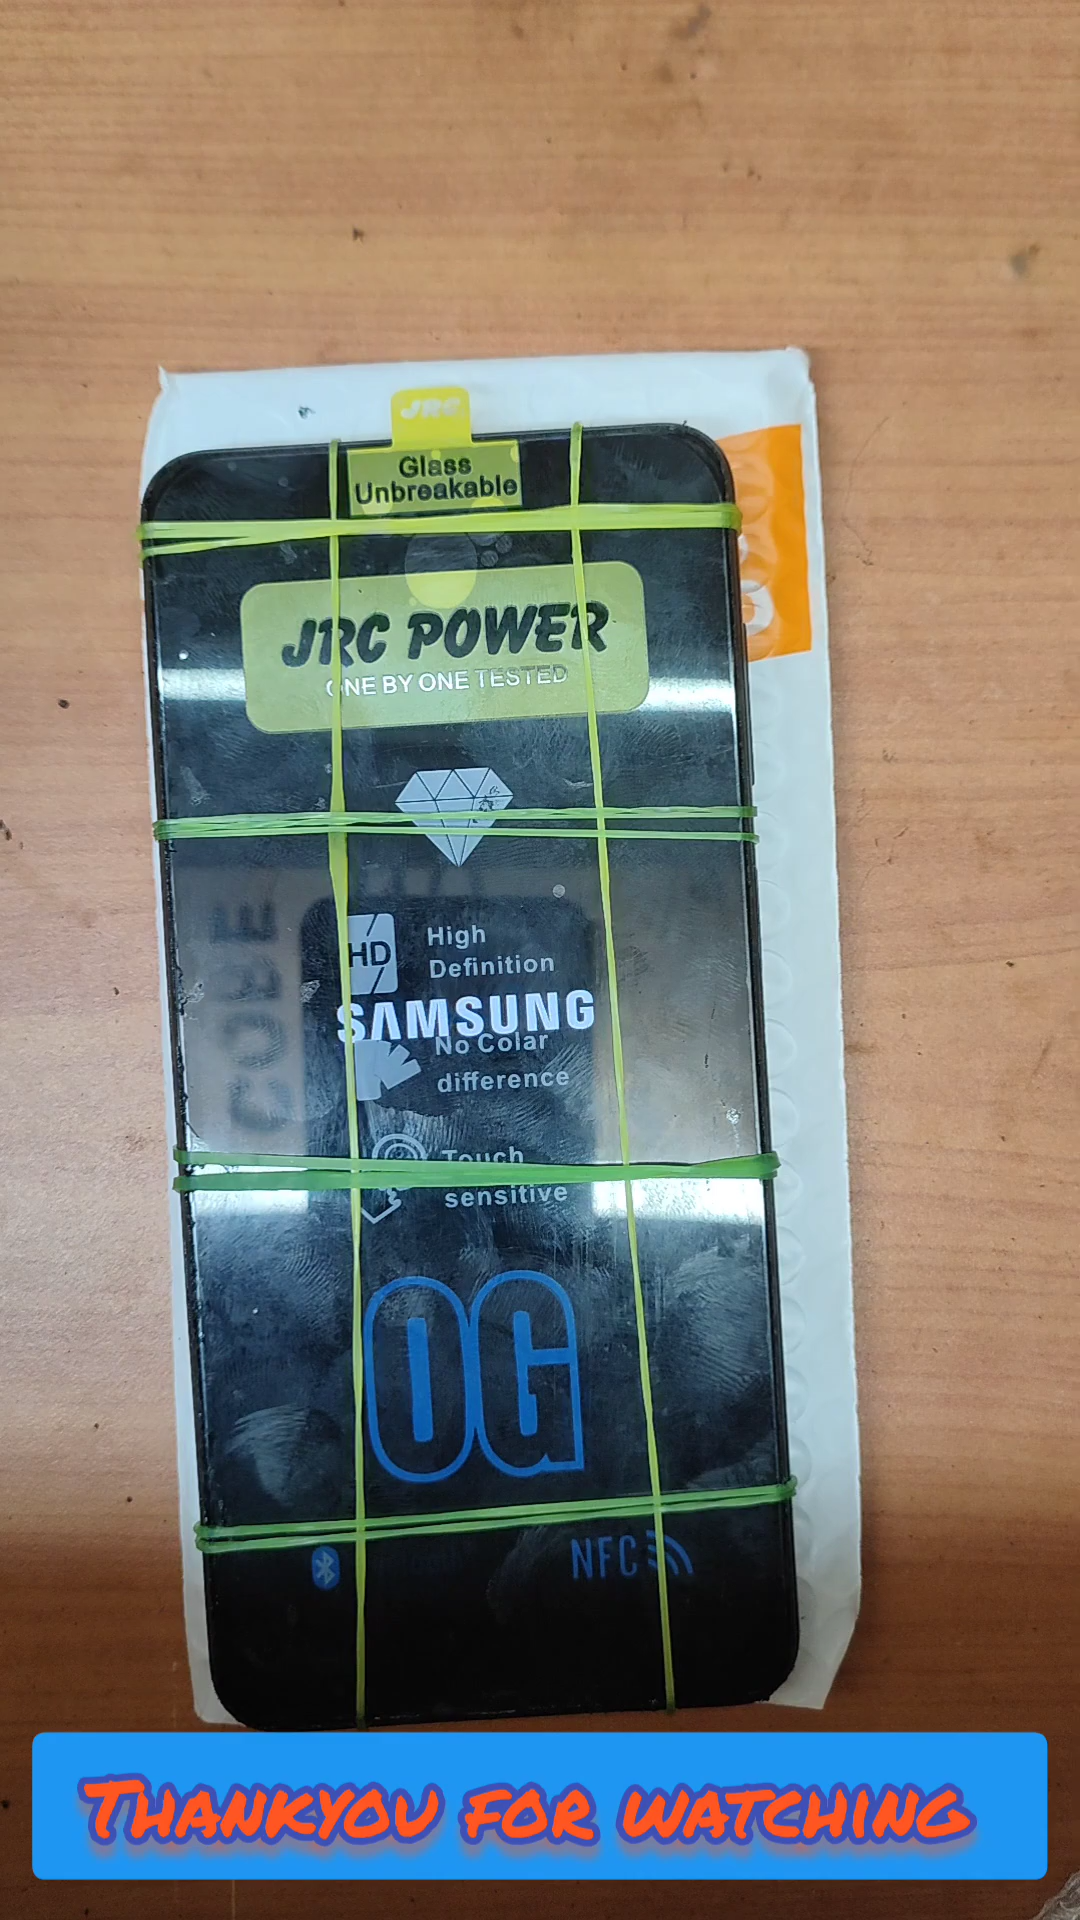 JRC
Glass
Unbreakable
JRC POWER
ONE BY ONE TESTED
HD
High
Definition
SAMSUNG
No Colar
difference
Touch
sensitive
OG
NFC
THANKYOU FOR WATCHING